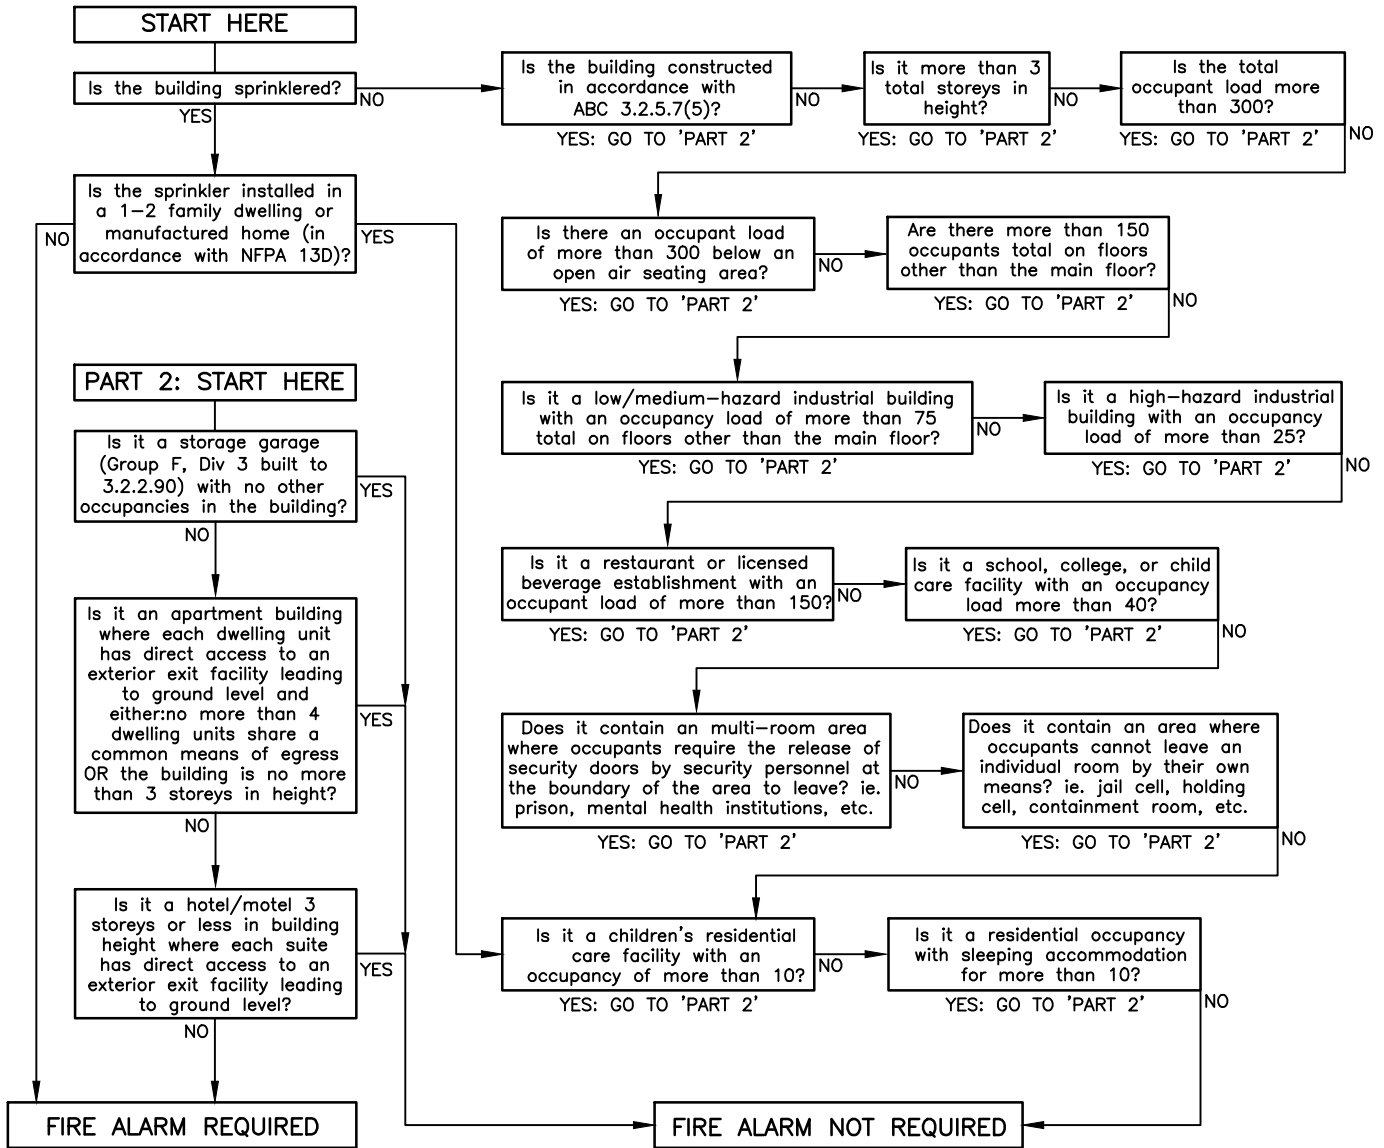 START HERE
Is the building sprinklered?
NO
YES
Is the building constructed
in accordance with
ABC 3.2.5.7(5)?
NO
YES: GO TO 'PART 2'
Is it more than 3
total storeys in
height?
NO
YES: GO TO 'PART 2'
Is the total
occupant load more
than 300?
NO
YES: GO TO 'PART 2'
Is the sprinkler installed in
a 1-2 family dwelling or
manufactured home (in
accordance with NFPA 13D)?
NO
YES
Is there an occupant load
of more than 300 below an
open air seating area?
NO
YES: GO TO 'PART 2'
Are there more than 150
occupants total on floors
other than the main floor?
NO
YES: GO TO 'PART 2'
Is it a low/medium-hazard industrial building
with an occupancy load of more than 75
total on floors other than the main floor?
NO
YES: GO TO 'PART 2'
Is it a high-hazard industrial
building with an occupancy
load of more than 25?
NO
YES: GO TO 'PART 2'
Is it a restaurant or licensed
beverage establishment with an
occupant load of more than 150?
NO
YES: GO TO 'PART 2'
Is it a school, college, or child
care facility with an occupancy
load more than 40?
NO
YES: GO TO 'PART 2'
Does it contain an multi-room area
where occupants require the release of
security doors by security personnel at
the boundary of the area to leave? ie.
prison, mental health institutions, etc.
NO
YES: GO TO 'PART 2'
Does it contain an area where
occupants cannot leave an
individual room by their own
means? ie. jail cell, holding
cell, containment room, etc.
NO
YES: GO TO 'PART 2'
Is it a children's residential
care facility with an
occupancy of more than 10?
NO
YES: GO TO 'PART 2'
Is it a residential occupancy
with sleeping accommodation
for more than 10?
NO
YES: GO TO 'PART 2'
PART 2: START HERE
Is it a storage garage
(Group F, Div 3 built to
3.2.2.90) with no other
occupancies in the building?
YES
NO
Is it an apartment building
where each dwelling unit
has direct access to an
exterior exit facility leading
to ground level and
either:no more than 4
dwelling units share a
common means of egress
OR the building is no more
than 3 storeys in height?
YES
NO
Is it a hotel/motel 3
storeys or less in building
height where each suite
has direct access to an
exterior exit facility leading
to ground level?
YES
NO
FIRE ALARM REQUIRED
FIRE ALARM NOT REQUIRED